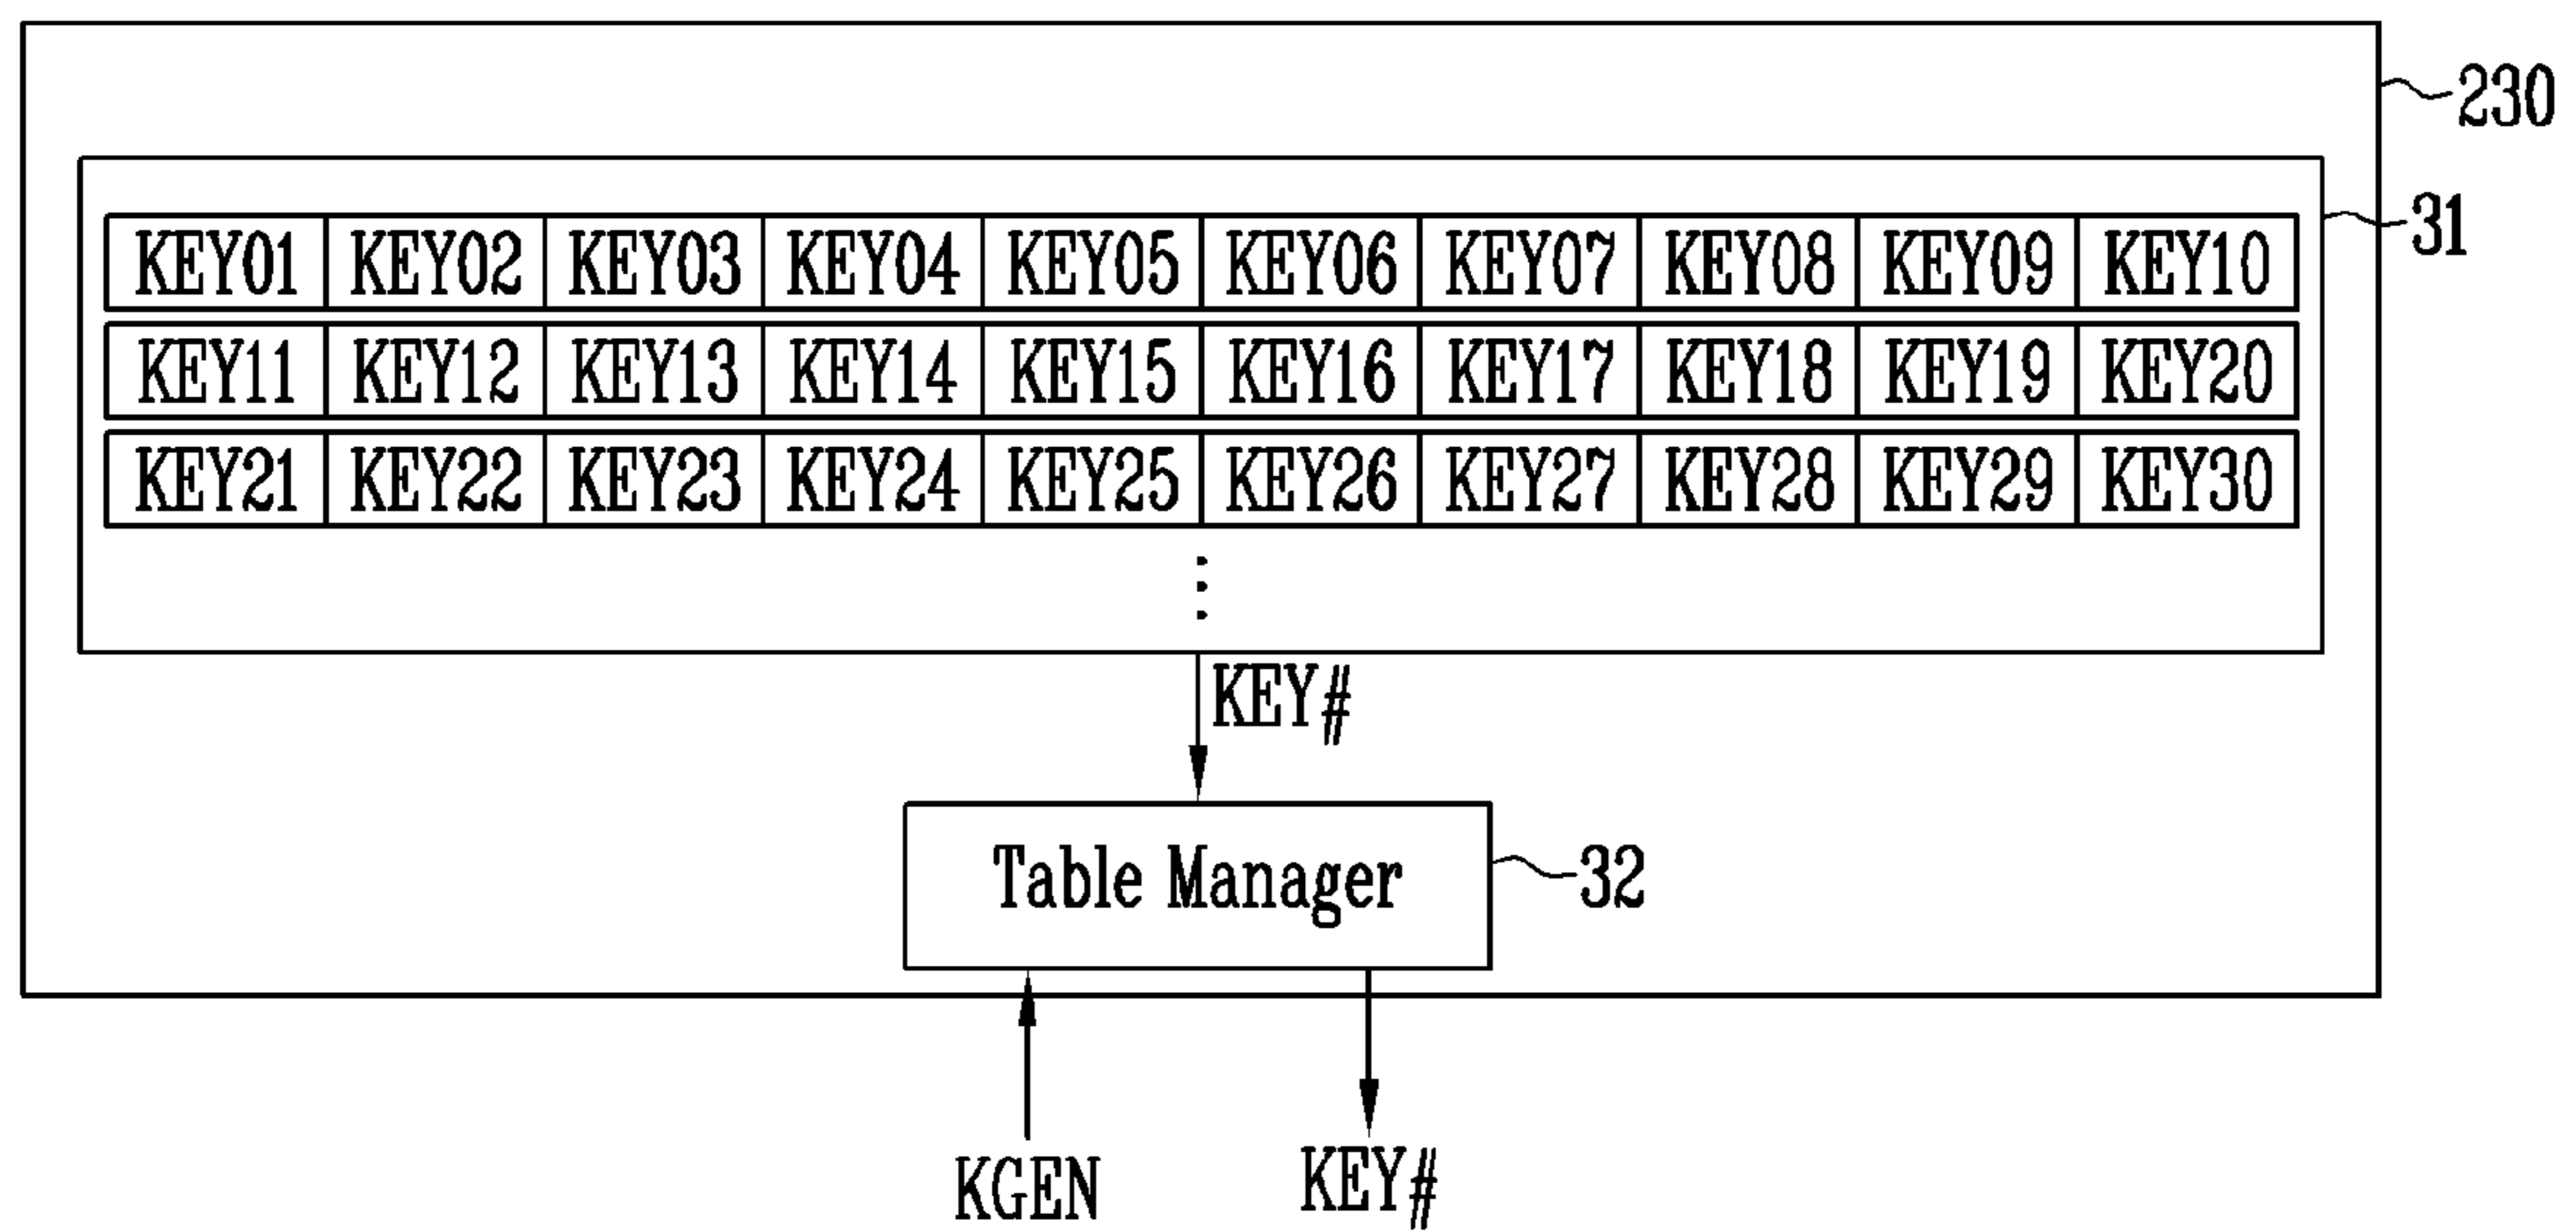 230
31
KEY01 KEY02 KEY03 KEY04 KEY05 KEY06 KEY07 KEY08 KEY09 KEY10
KEY11 KEY12 KEY13 KEY14 KEY15 KEY16 KEY17 KEY18 KEY19 KEY20
KEY21 KEY22 KEY23 KEY24 KEY25 KEY26 KEY27 KEY28 KEY29 KEY30
KEY#
Table Manager
32
KGEN
KEY#